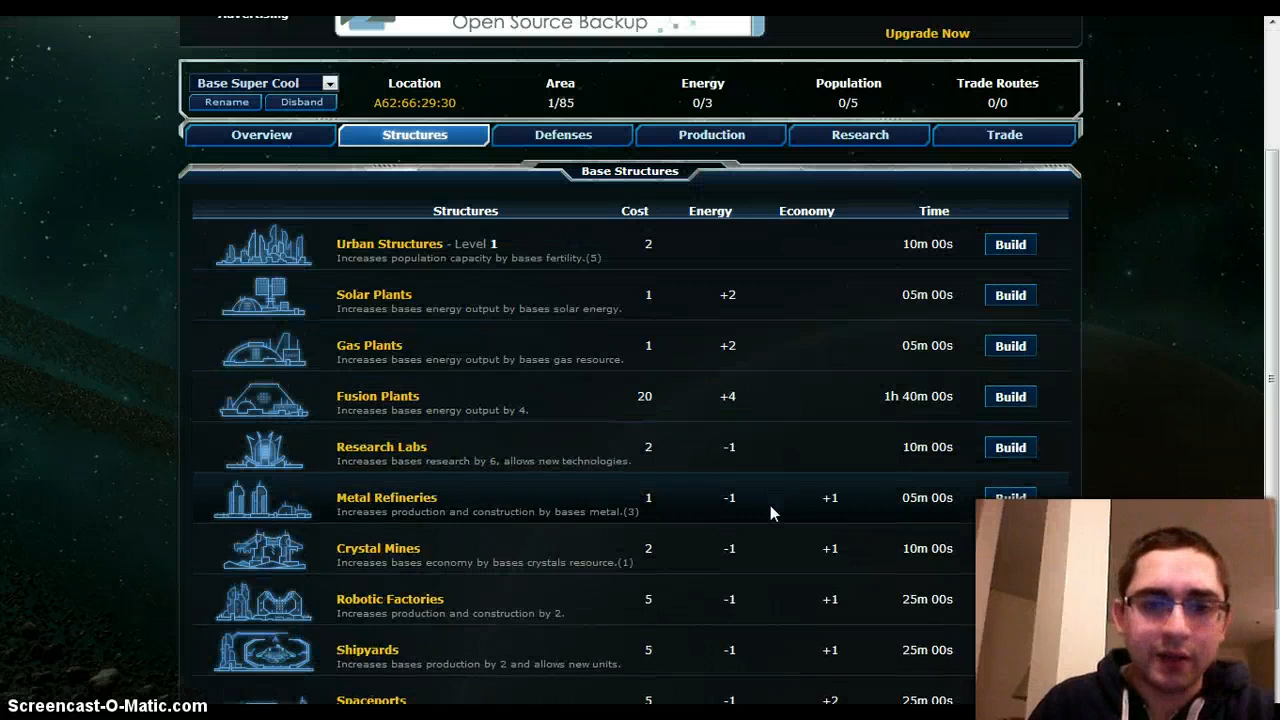 Advertising
Open Source Backup
Upgrade Now
Base Super Cool
Location
Area
Energy
Population
Trade Routes
Rename
Disband
A62:66:29:30
1/85
0/3
0/5
0/0
Overview
Structures
Defenses
Production
Research
Trade
Base Structures
Structures Cost Energy Economy Time
Urban Structures - Level 1 2 10m 00s Build
Increases population capacity by bases fertility.(5)
Solar Plants 1 +2 05m 00s Build
Increases bases energy output by bases solar energy.
Gas Plants 1 +2 05m 00s Build
Increases bases energy output by bases gas resource.
Fusion Plants 20 +4 1h 40m 00s Build
Increases bases energy output by 4.
Research Labs 2 -1 10m 00s Build
Increases bases research by 6, allows new technologies.
Metal Refineries 1 -1 +1 05m 00s Build
Increases production and construction by bases metal.(3)
Crystal Mines 2 -1 +1 10m 00s
Increases bases economy by bases crystals resource.(1)
Robotic Factories 5 -1 +1 25m 00s
Increases production and construction by 2.
Shipyards 5 -1 +1 25m 00s
Increases bases production by 2 and allows new units.
Spaceports 5 -1 +2 25m 00s
Screencast-O-Matic.com